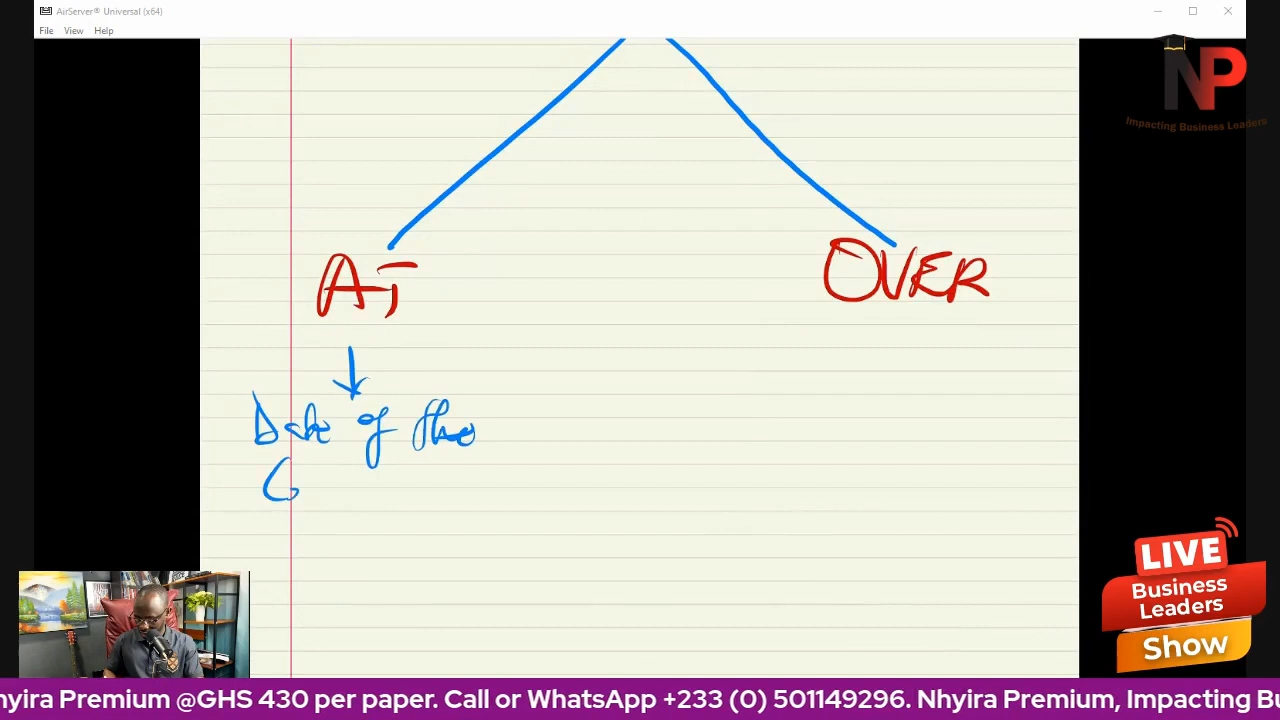 AirServer® Universal (x64)
File View Help
NP
Impacting Business Leaders
AT
OVER
Date of the
G
LIVE
Business
Leaders
Show
nyira Premium @GHS 430 per paper. Call or WhatsApp +233 (0) 501149296. Nhyira Premium, Impacting Bu